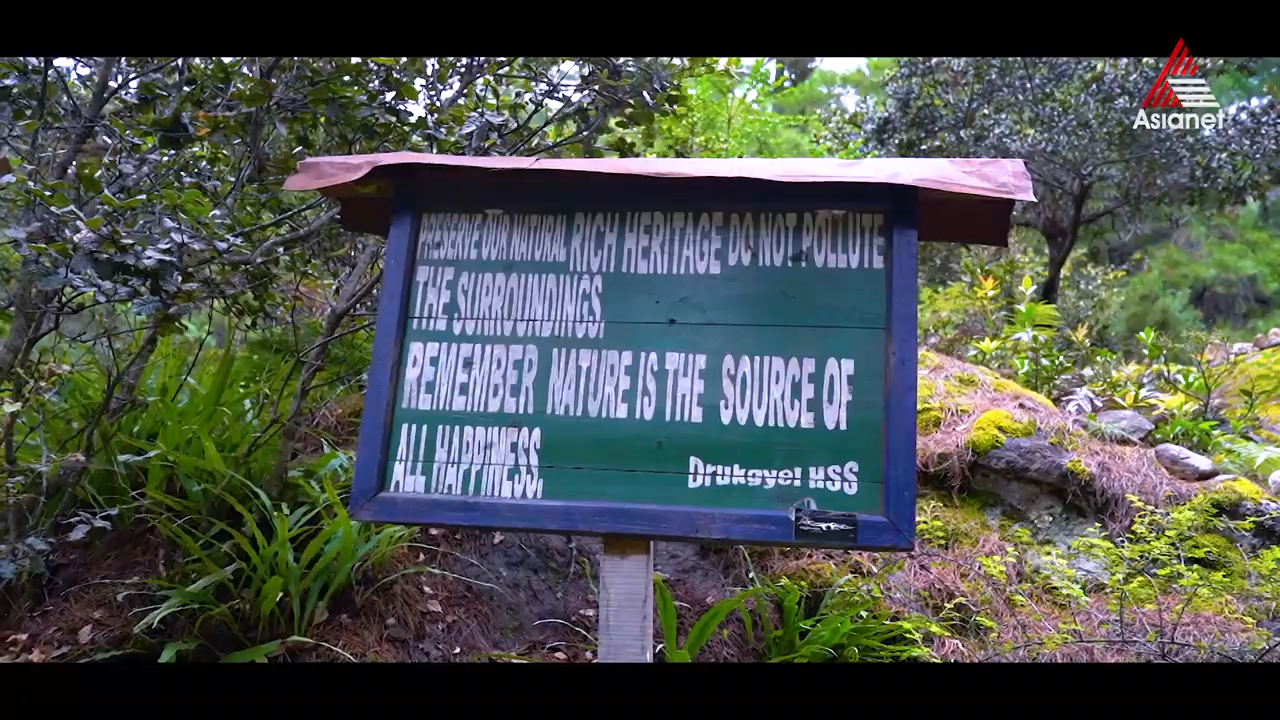 Asianet
PRESERVE OUR NATURAL RICH HERITAGE DO NOT POLLUTE
THE SURROUNDINGS.
REMEMBER NATURE IS THE SOURCE OF
ALL HAPPINESS.
Drukgyel HSS